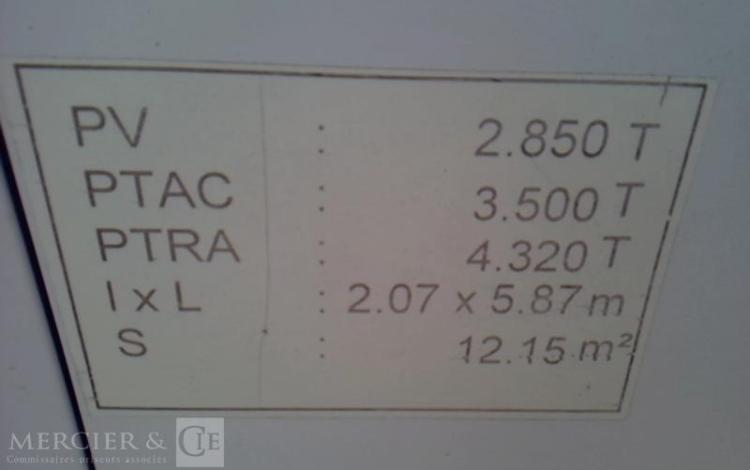 PV : 2.850 T
PTAC : 3.500 T
PTRA : 4.320 T
l x L : 2.07 x 5.87 m
S : 12.15 m²
MERCIER & CIE
Commissaires-priseurs associés